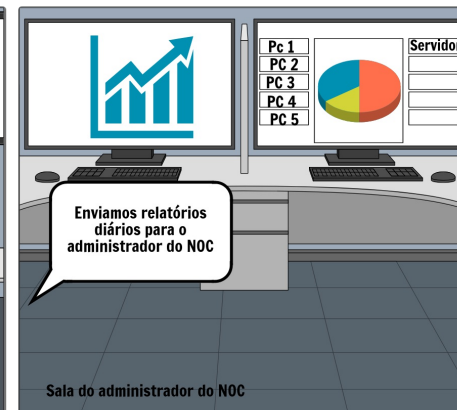 Pc 1
PC 2
PC 3
PC 4
PC 5
Servidor
Enviamos relatórios
diários para o
administrador do NOC
Sala do administrador do NOC